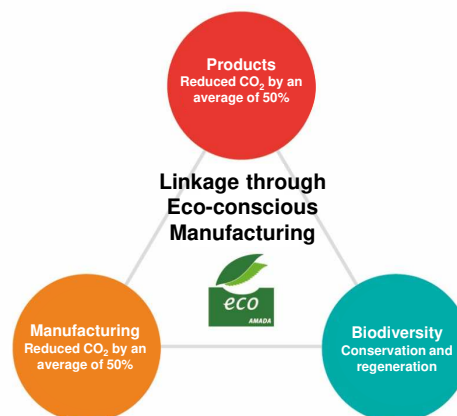 Products
Reduced CO₂ by an
average of 50%
Linkage through
Eco-conscious
Manufacturing
eco
AMADA
Manufacturing
Reduced CO₂ by an
average of 50%
Biodiversity
Conservation and
regeneration